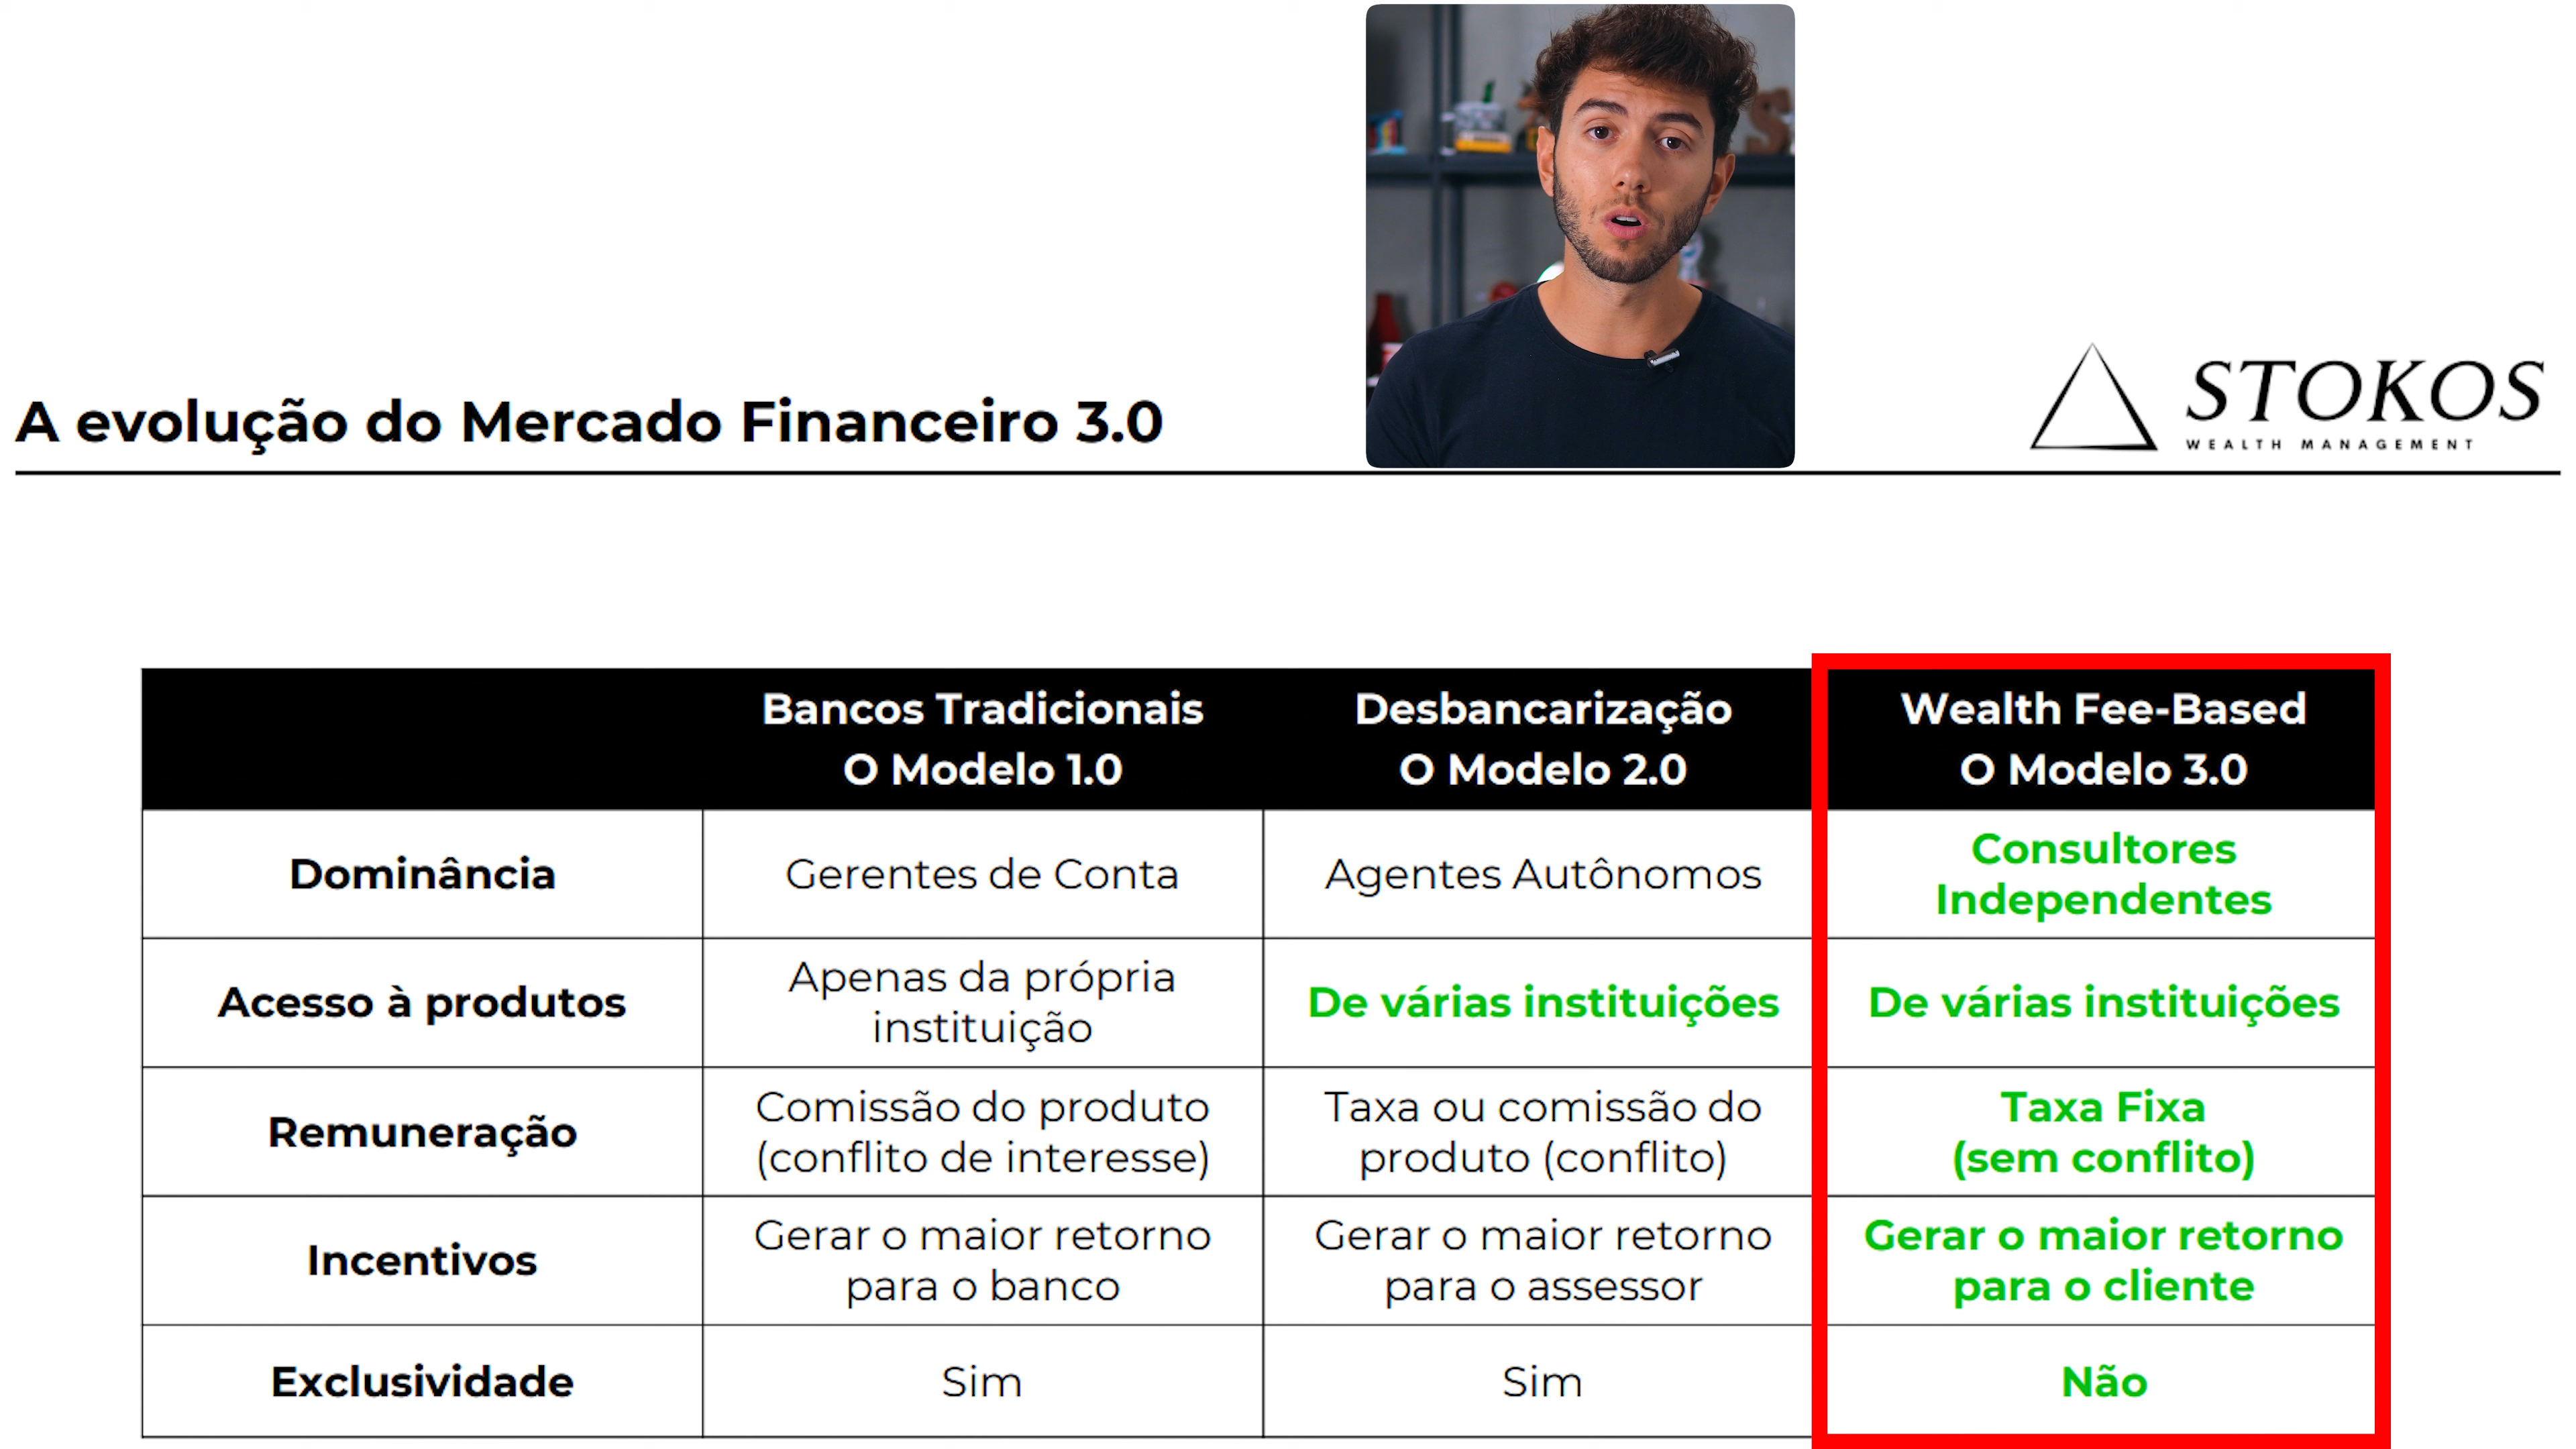 A evolução do Mercado Financeiro 3.0
STOKOS
WEALTH MANAGEMENT
Bancos Tradicionais
O Modelo 1.0
Desbancarização
O Modelo 2.0
Wealth Fee-Based
O Modelo 3.0
Dominância
Gerentes de Conta
Agentes Autônomos
Consultores
Independentes
Acesso à produtos
Apenas da própria
instituição
De várias instituições
De várias instituições
Remuneração
Comissão do produto
(conflito de interesse)
Taxa ou comissão do
produto (conflito)
Taxa Fixa
(sem conflito)
Incentivos
Gerar o maior retorno
para o banco
Gerar o maior retorno
para o assessor
Gerar o maior retorno
para o cliente
Exclusividade
Sim
Sim
Não